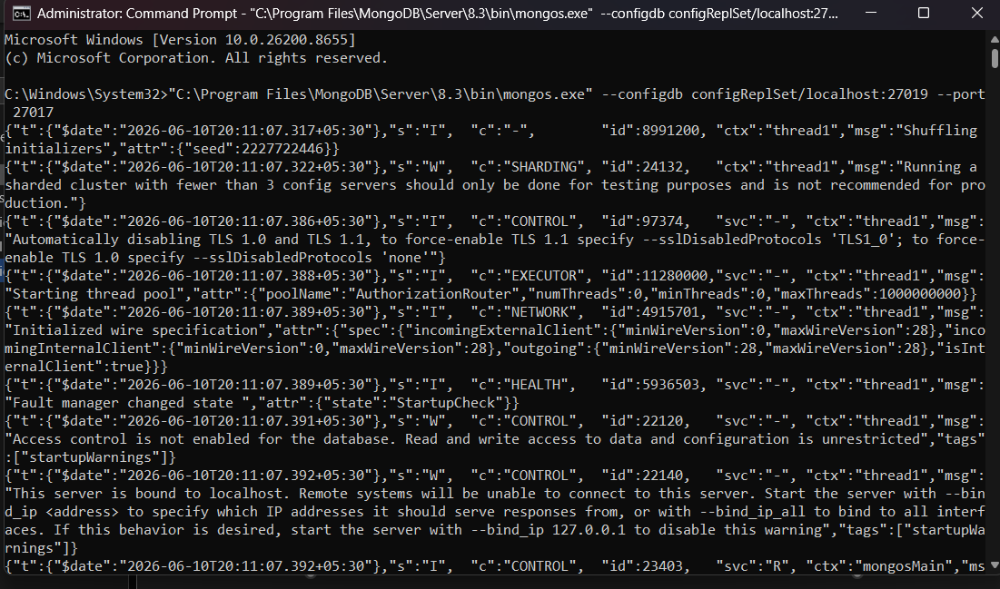 Administrator: Command Prompt - "C:\Program Files\MongoDB\Server\8.3\bin\mongos.exe"  --configdb configReplSet/localhost:27...
Microsoft Windows [Version 10.0.26200.8655]
(c) Microsoft Corporation. All rights reserved.
C:\Windows\System32>"C:\Program Files\MongoDB\Server\8.3\bin\mongos.exe" --configdb configReplSet/localhost:27019 --port
 27017
{"t":{"$date":"2026-06-10T20:11:07.317+05:30"},"s":"I",  "c":"-",        "id":8991200, "ctx":"thread1","msg":"Shuffling
initializers","attr":{"seed":2227722446}}
{"t":{"$date":"2026-06-10T20:11:07.322+05:30"},"s":"W",  "c":"SHARDING", "id":24132,   "ctx":"thread1","msg":"Running a
sharded cluster with fewer than 3 config servers should only be done for testing purposes and is not recommended for pro
duction."}
{"t":{"$date":"2026-06-10T20:11:07.386+05:30"},"s":"I",  "c":"CONTROL",  "id":97374,   "svc":"-", "ctx":"thread1","msg":
"Automatically disabling TLS 1.0 and TLS 1.1, to force-enable TLS 1.1 specify --sslDisabledProtocols 'TLS1_0'; to force-
enable TLS 1.0 specify --sslDisabledProtocols 'none'"}
{"t":{"$date":"2026-06-10T20:11:07.388+05:30"},"s":"I",  "c":"EXECUTOR", "id":11280000,"svc":"-", "ctx":"thread1","msg":
"Starting thread pool","attr":{"poolName":"AuthorizationRouter","numThreads":0,"minThreads":0,"maxThreads":1000000000}}
{"t":{"$date":"2026-06-10T20:11:07.389+05:30"},"s":"I",  "c":"NETWORK",  "id":4915701, "svc":"-", "ctx":"thread1","msg":
"Initialized wire specification","attr":{"spec":{"incomingExternalClient":{"minWireVersion":0,"maxWireVersion":28},"inco
mingInternalClient":{"minWireVersion":0,"maxWireVersion":28},"outgoing":{"minWireVersion":28,"maxWireVersion":28},"isInt
ernalClient":true}}}
{"t":{"$date":"2026-06-10T20:11:07.389+05:30"},"s":"I",  "c":"HEALTH",   "id":5936503, "svc":"-", "ctx":"thread1","msg":
"Fault manager changed state ","attr":{"state":"StartupCheck"}}
{"t":{"$date":"2026-06-10T20:11:07.391+05:30"},"s":"W",  "c":"CONTROL",  "id":22120,   "svc":"-", "ctx":"thread1","msg":
"Access control is not enabled for the database. Read and write access to data and configuration is unrestricted","tags"
:["startupWarnings"]}
{"t":{"$date":"2026-06-10T20:11:07.392+05:30"},"s":"W",  "c":"CONTROL",  "id":22140,   "svc":"-", "ctx":"thread1","msg":
"This server is bound to localhost. Remote systems will be unable to connect to this server. Start the server with --bin
d_ip <address> to specify which IP addresses it should serve responses from, or with --bind_ip_all to bind to all interf
aces. If this behavior is desired, start the server with --bind_ip 127.0.0.1 to disable this warning","tags":["startupWa
rnings"]}
{"t":{"$date":"2026-06-10T20:11:07.392+05:30"},"s":"I",  "c":"CONTROL",  "id":23403,   "svc":"R", "ctx":"mongosMain","ms